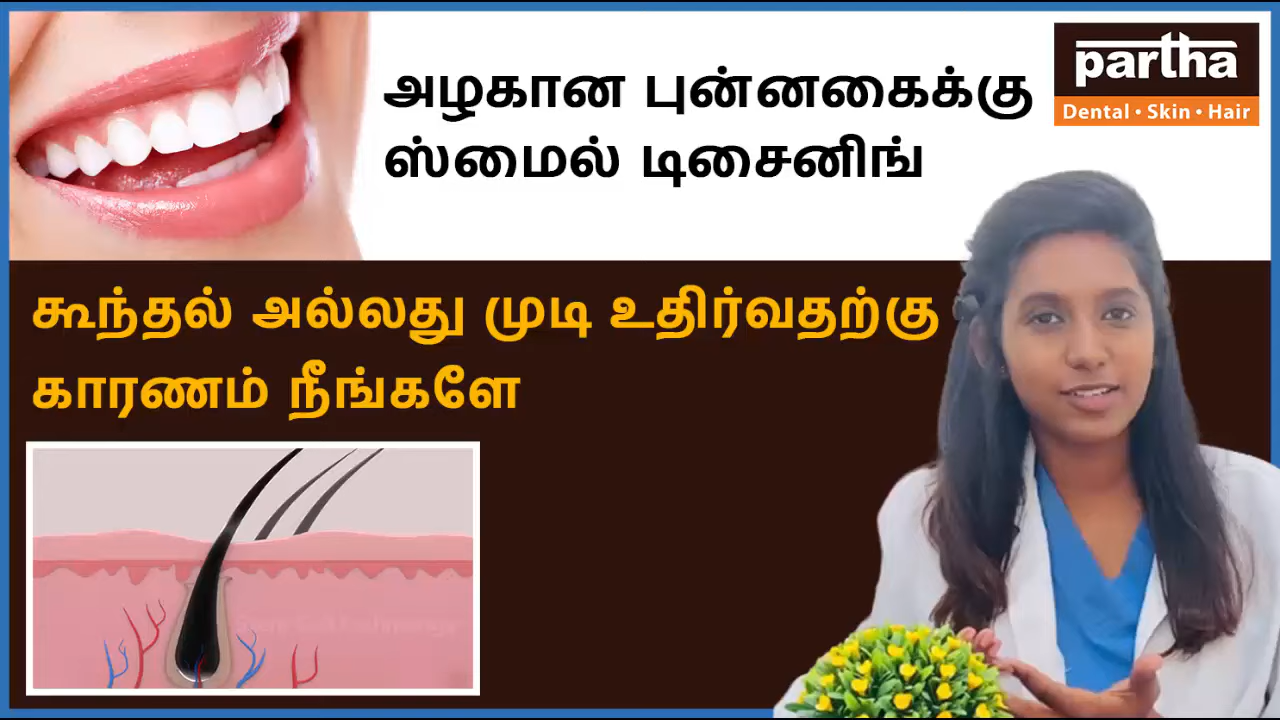 அழகான புன்னகைக்கு
ஸ்மைல் டிசைனிங்
partha
Dental • Skin • Hair
கூந்தல் அல்லது முடி உதிர்வதற்கு
காரணம் நீங்களே